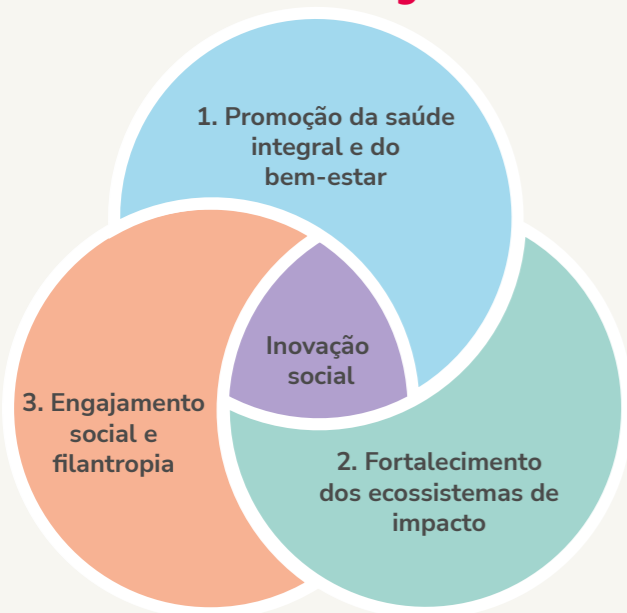 1. Promoção da saúde
integral e do
bem-estar
Inovação
social
3. Engajamento
social e
filantropia
2. Fortalecimento
dos ecossistemas de
impacto